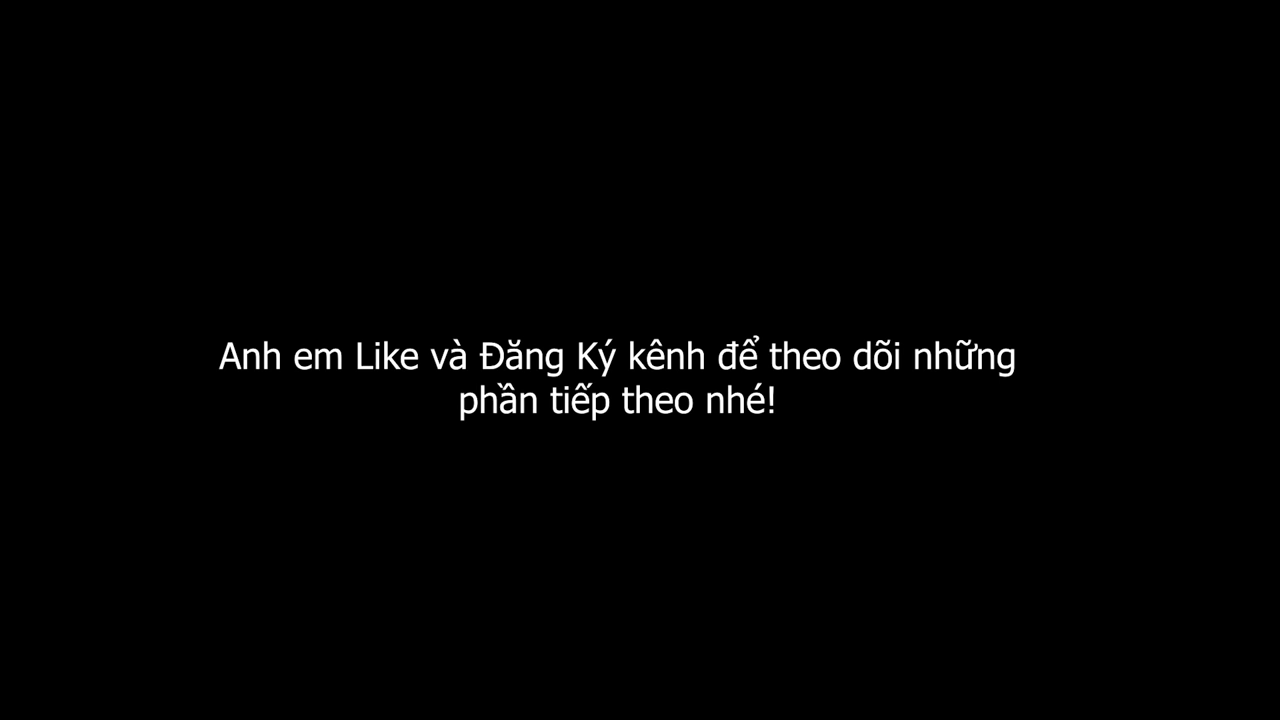 Anh em Like và Đăng Ký kênh để theo dõi những
phần tiếp theo nhé!